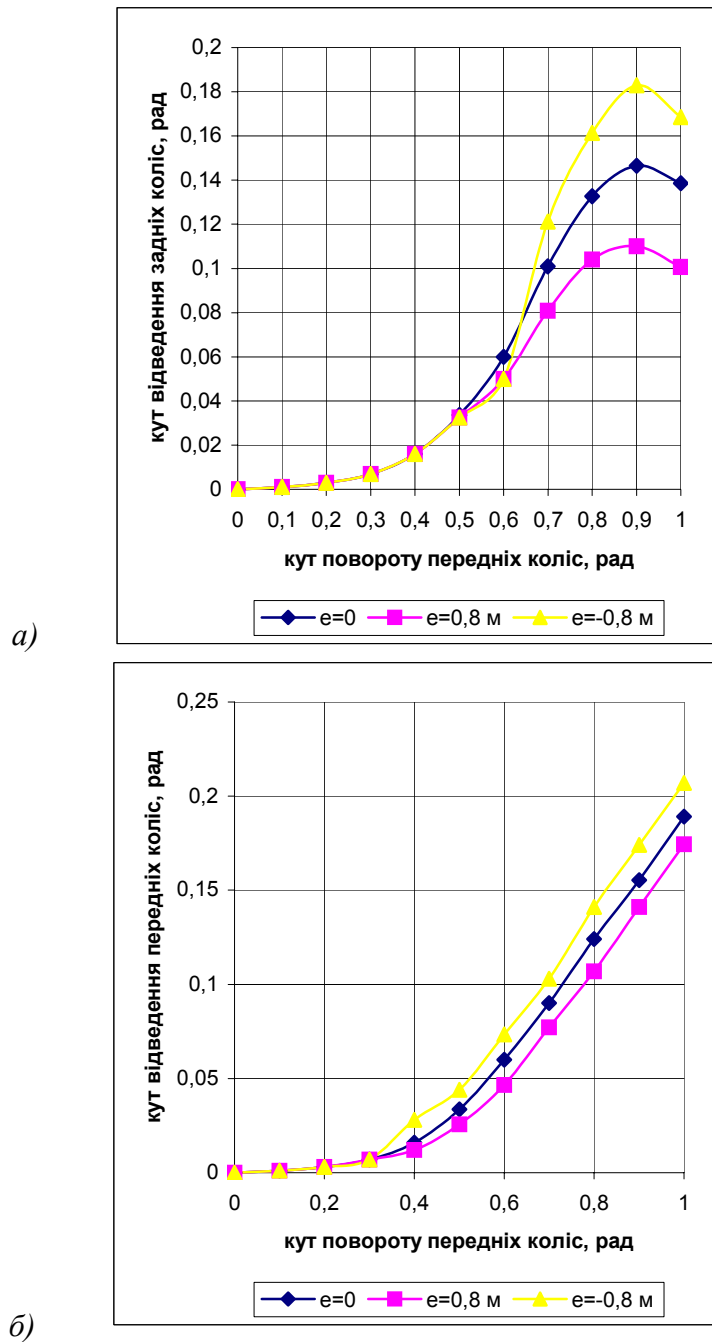 0,2
0,18
0,16
0,14
0,12
0,1
0,08
0,06
0,04
0,02
0
кут відведення задніх коліс, рад
0 0,1 0,2 0,3 0,4 0,5 0,6 0,7 0,8 0,9 1
кут повороту передніх коліс, рад
e=0 e=0,8 м e=-0,8 м
а)
0,25
0,2
0,15
0,1
0,05
0
кут відведення передніх коліс, рад
0 0,2 0,4 0,6 0,8 1
кут повороту передніх коліс, рад
e=0 e=0,8 м e=-0,8 м
б)